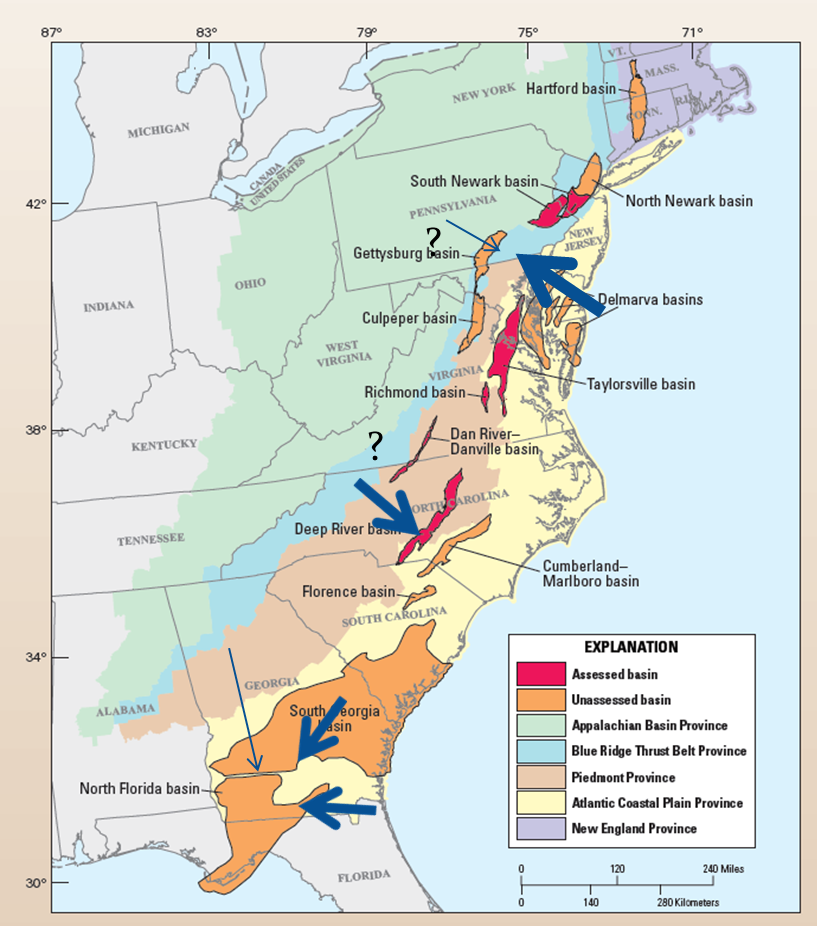 87°
83°
79°
75°
71°
VT.
MASS.
Hartford basin
NEW YORK
CONN.
R.I.
MICHIGAN
CANADA
UNITED STATES
South Newark basin
42°
PENNSYLVANIA
North Newark basin
?
NEW
JERSEY
Gettysburg basin
OHIO
INDIANA
Delmarva basins
Culpeper basin
WEST
VIRGINIA
VIRGINIA
Taylorsville basin
Richmond basin
38°
?
Dan River–
Danville basin
KENTUCKY
NORTH CAROLINA
Deep River basin
TENNESSEE
Cumberland–
Marlboro basin
Florence basin
SOUTH CAROLINA
34°
GEORGIA
ALABAMA
South Georgia
basin
North Florida basin
30°
FLORIDA
EXPLANATION
Assessed basin
Unassessed basin
Appalachian Basin Province
Blue Ridge Thrust Belt Province
Piedmont Province
Atlantic Coastal Plain Province
New England Province
0 120 240 Miles
0 140 280 Kilometers